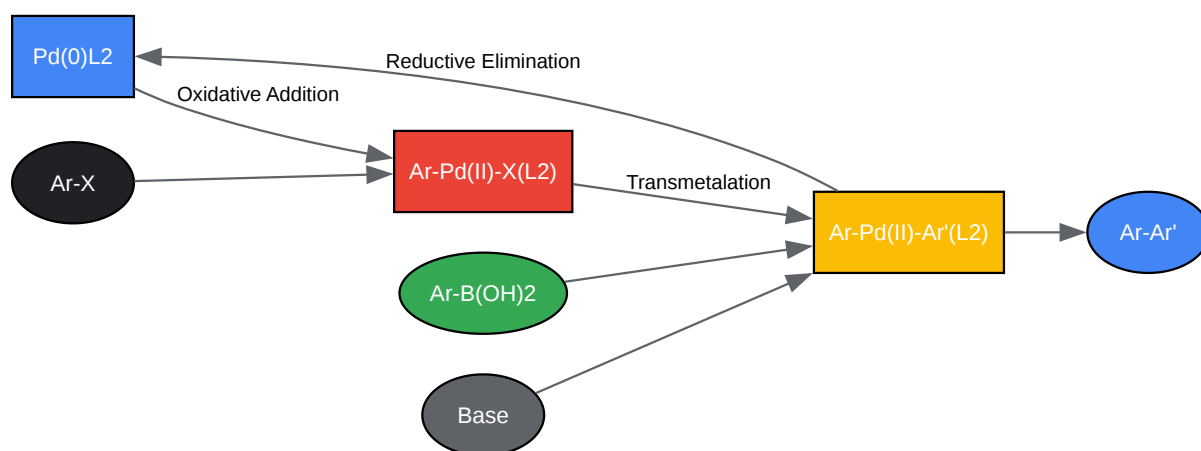 Pd(0)L2
Reductive Elimination
Oxidative Addition
Ar-X
Ar-Pd(II)-X(L2)
Transmetalation
Ar-Pd(II)-Ar'(L2)
Ar-Ar'
Ar-B(OH)2
Base